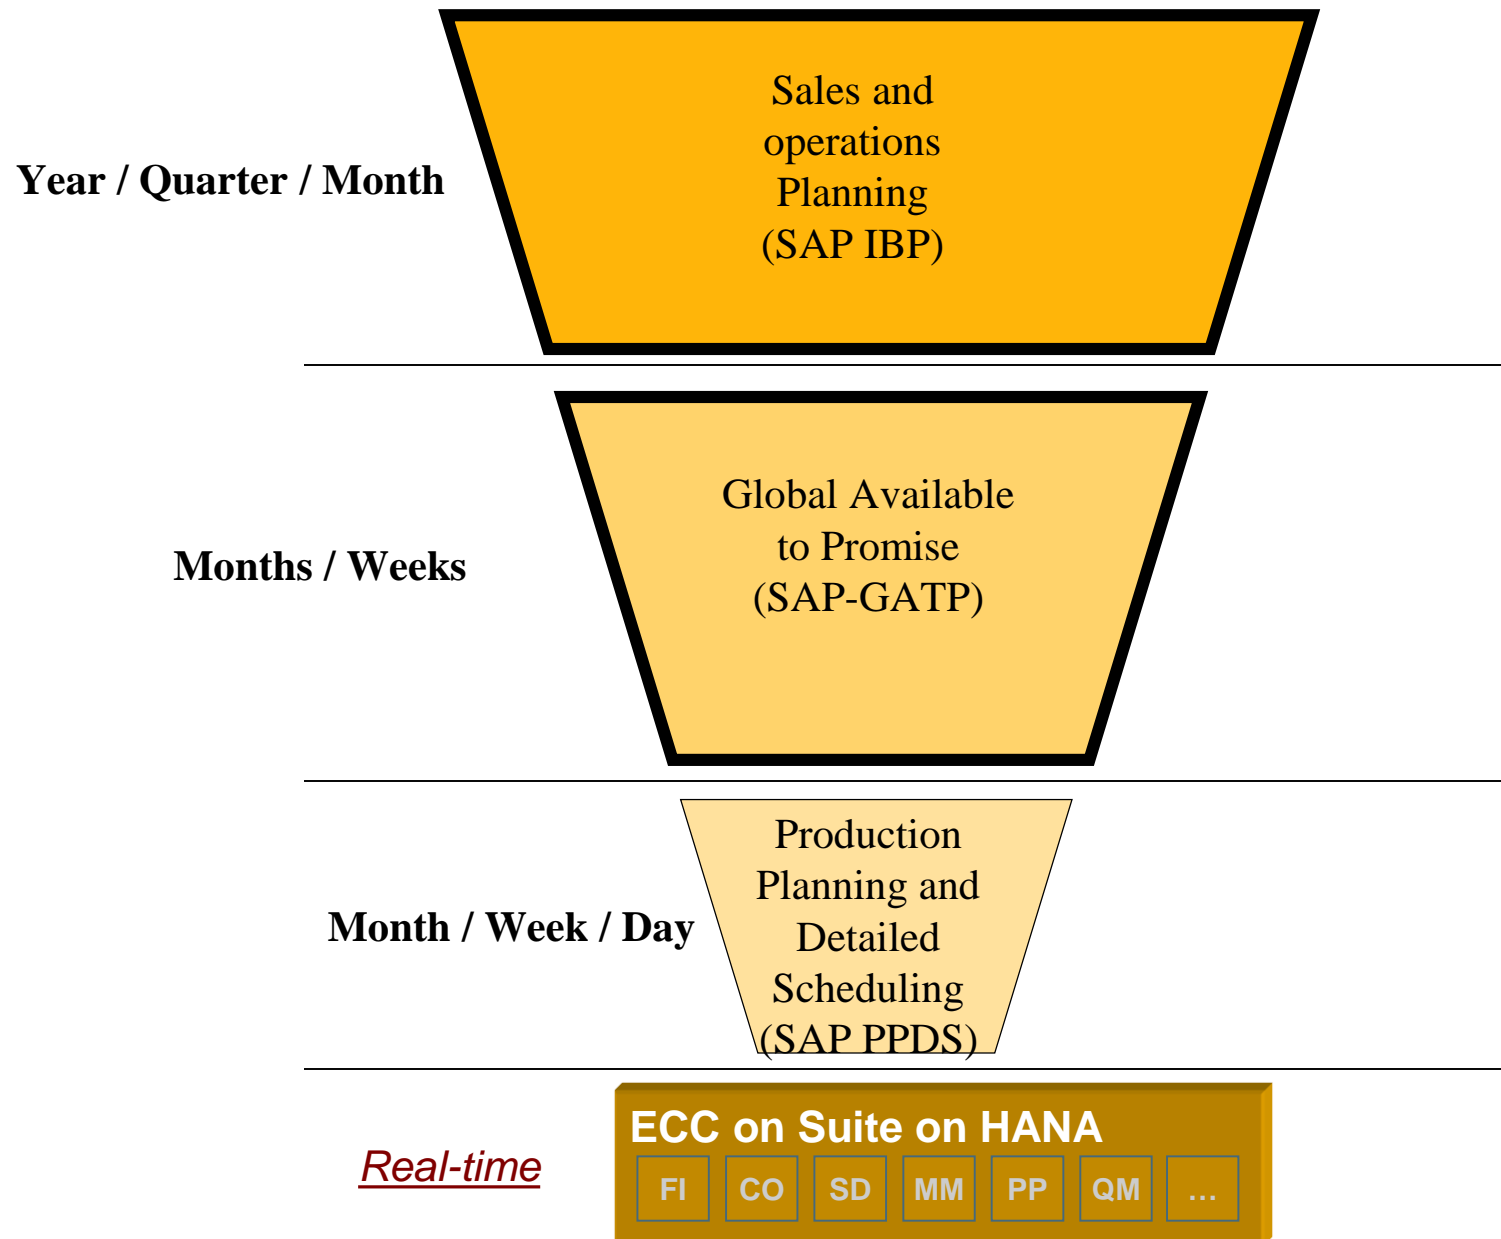 Sales and
operations
Planning
(SAP IBP)
Year / Quarter / Month
Global Available
to Promise
(SAP-GATP)
Months / Weeks
Production
Planning and
Detailed
Scheduling
(SAP PPDS)
Month / Week / Day
ECC on Suite on HANA
Real-time
FI CO SD MM PP QM …